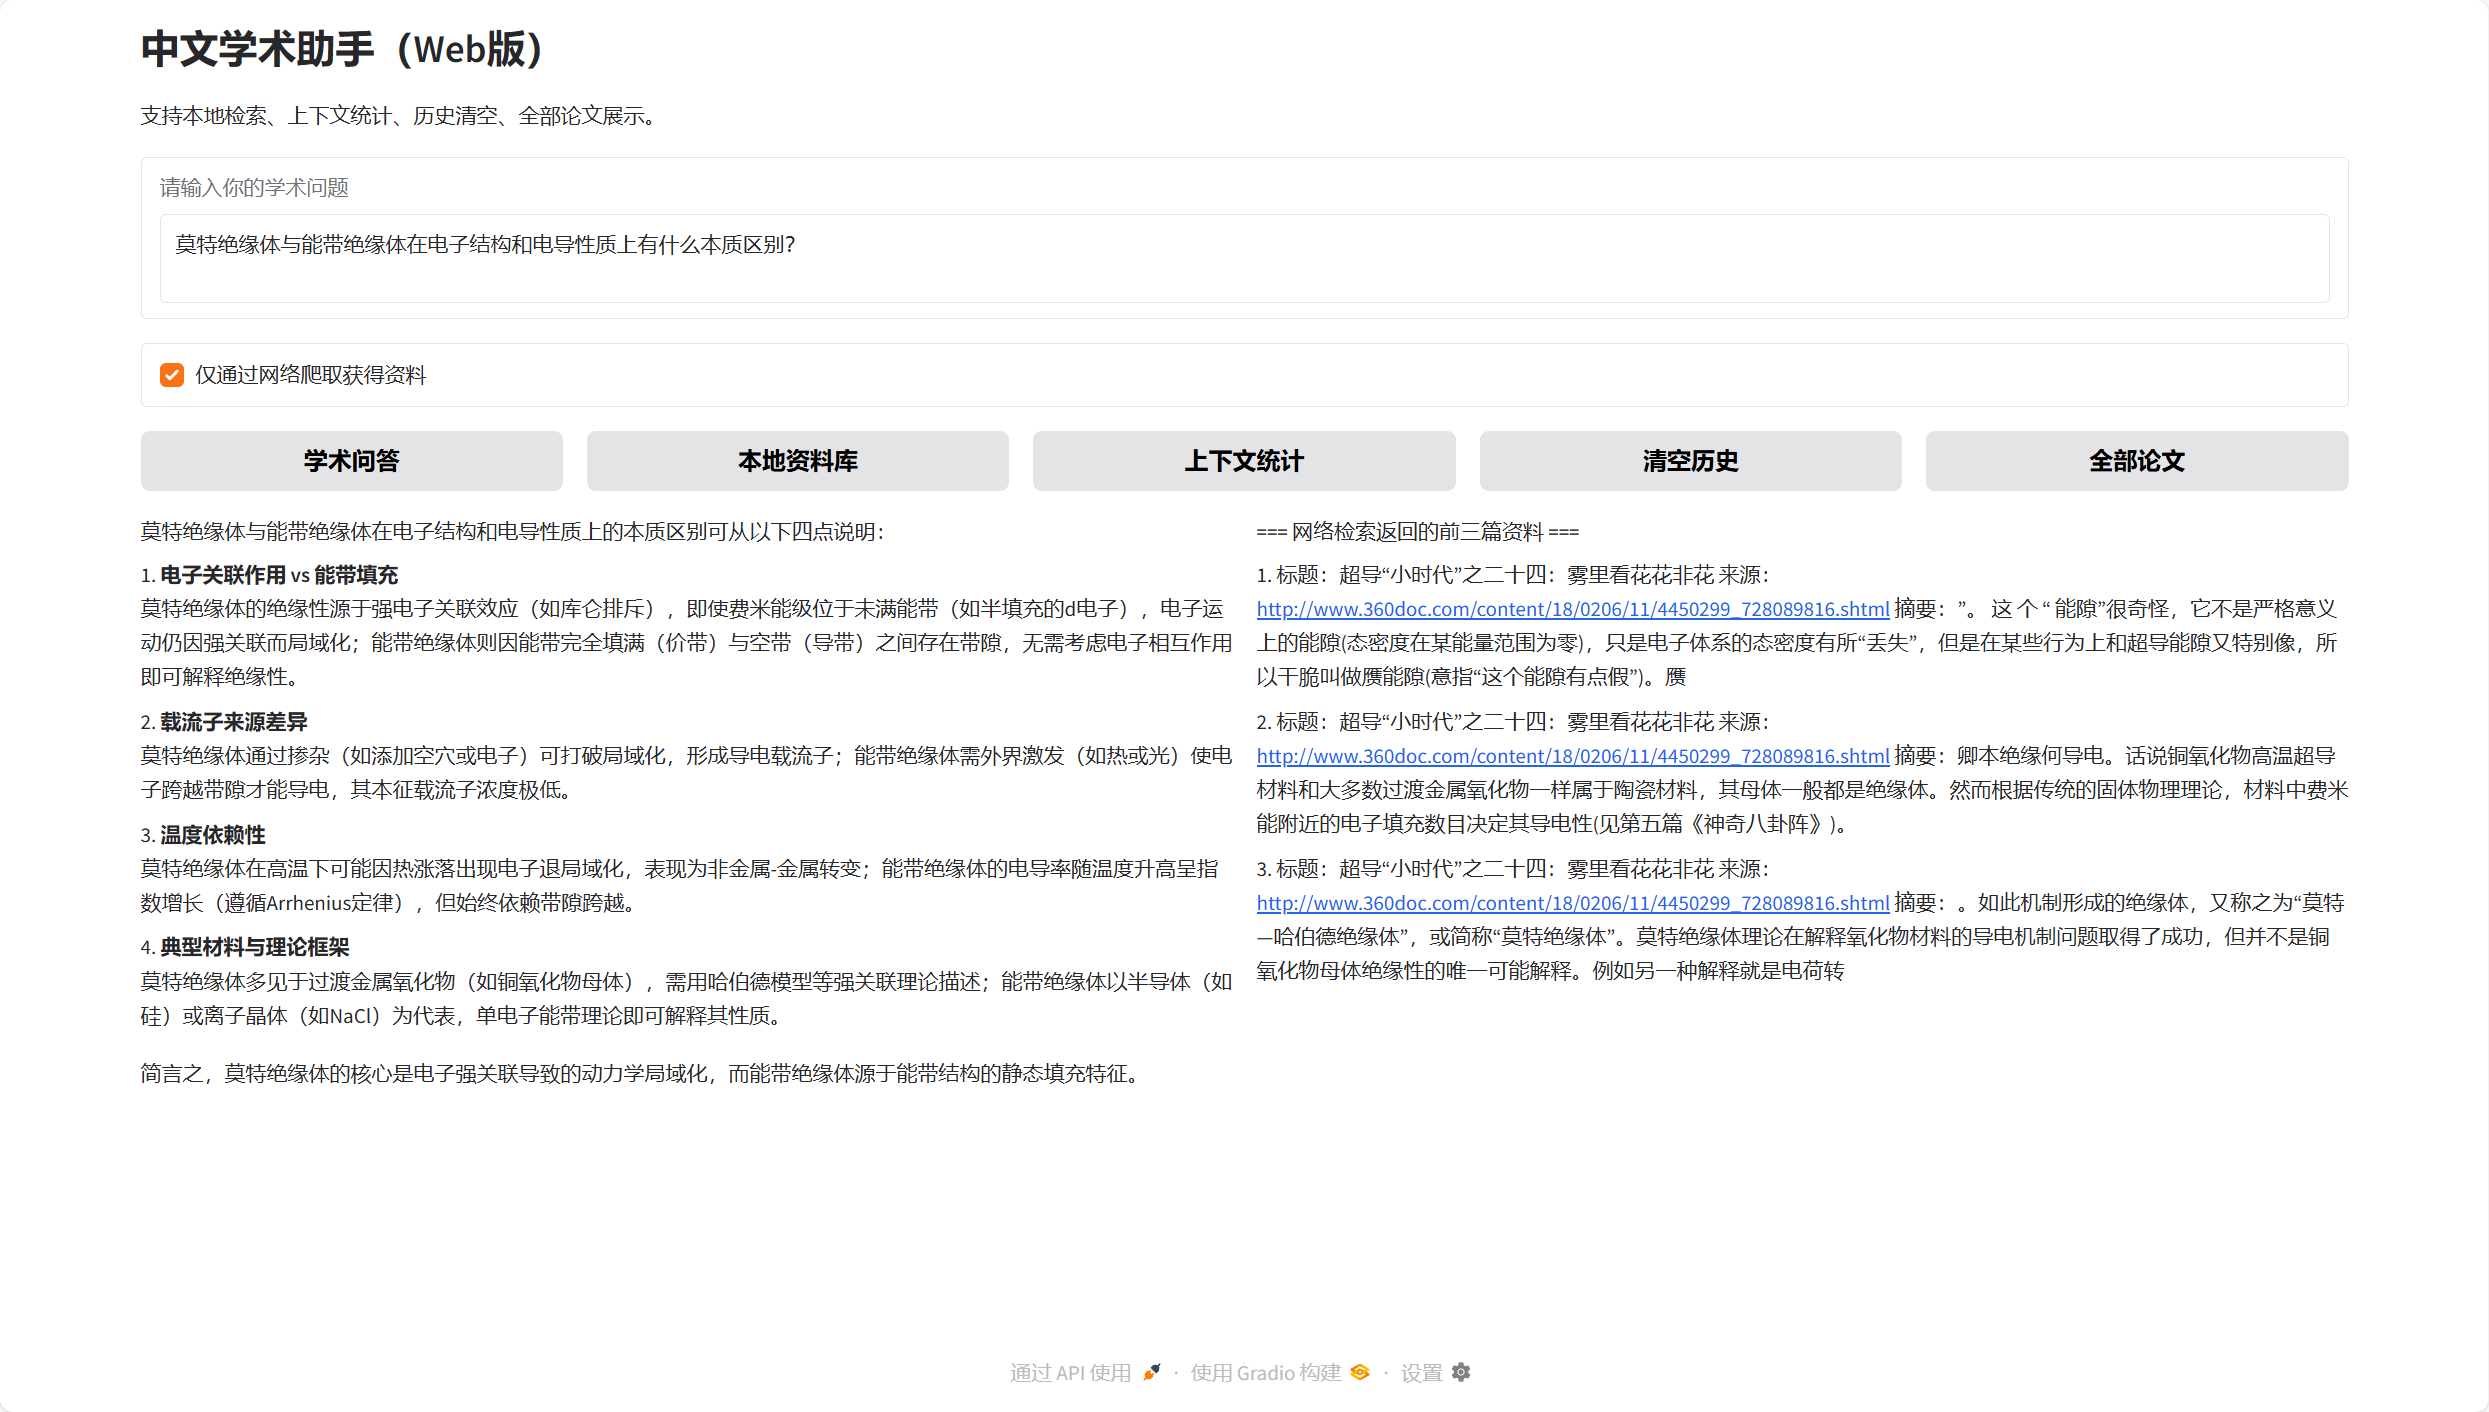 中文学术助手（Web版）
支持本地检索、上下文统计、历史清空、全部论文展示。
请输入你的学术问题
莫特绝缘体与能带绝缘体在电子结构和电导性质上有什么本质区别?
仅通过网络爬取获得资料
学术问答
本地资料库
上下文统计
清空历史
全部论文
莫特绝缘体与能带绝缘体在电子结构和电导性质上的本质区别可从以下四点说明：
1. 电子关联作用 vs 能带填充
莫特绝缘体的绝缘性源于强电子关联效应（如库仑排斥），即使费米能级位于未满能带（如半填充的d电子），电子运
动仍因强关联而局域化；能带绝缘体则因能带完全填满（价带）与空带（导带）之间存在带隙，无需考虑电子相互作用
即可解释绝缘性。
2. 载流子来源差异
莫特绝缘体通过掺杂（如添加空穴或电子）可打破局域化，形成导电载流子；能带绝缘体需外界激发（如热或光）使电
子跨越带隙才能导电，其本征载流子浓度极低。
3. 温度依赖性
莫特绝缘体在高温下可能因热涨落出现电子退局域化，表现为非金属-金属转变；能带绝缘体的电导率随温度升高呈指
数增长（遵循Arrhenius定律），但始终依赖带隙跨越。
4. 典型材料与理论框架
莫特绝缘体多见于过渡金属氧化物（如铜氧化物母体），需用哈伯德模型等强关联理论描述；能带绝缘体以半导体（如
硅）或离子晶体（如NaCl）为代表，单电子能带理论即可解释其性质。
简言之，莫特绝缘体的核心是电子强关联导致的动力学局域化，而能带绝缘体源于能带结构的静态填充特征。
=== 网络检索返回的前三篇资料 ===
1. 标题：超导“小时代”之二十四：雾里看花花非花 来源：
http://www.360doc.com/content/18/0206/11/4450299_728089816.shtml 摘要：”。 这 个 “ 能隙”很奇怪，它不是严格意义
上的能隙(态密度在某能量范围为零)，只是电子体系的态密度有所“丢失”，但是在某些行为上和超导能隙又特别像，所
以干脆叫做赝能隙(意指“这个能隙有点假”)。赝
2. 标题：超导“小时代”之二十四：雾里看花花非花 来源：
http://www.360doc.com/content/18/0206/11/4450299_728089816.shtml 摘要：卿本绝缘何导电。话说铜氧化物高温超导
材料和大多数过渡金属氧化物一样属于陶瓷材料，其母体一般都是绝缘体。然而根据传统的固体物理理论，材料中费米
能附近的电子填充数目决定其导电性(见第五篇《神奇八卦阵》)。
3. 标题：超导“小时代”之二十四：雾里看花花非花 来源：
http://www.360doc.com/content/18/0206/11/4450299_728089816.shtml 摘要：。如此机制形成的绝缘体，又称之为“莫特
—哈伯德绝缘体”，或简称“莫特绝缘体”。莫特绝缘体理论在解释氧化物材料的导电机制问题取得了成功，但并不是铜
氧化物母体绝缘性的唯一可能解释。例如另一种解释就是电荷转
通过 API 使用 · 使用 Gradio 构建 · 设置